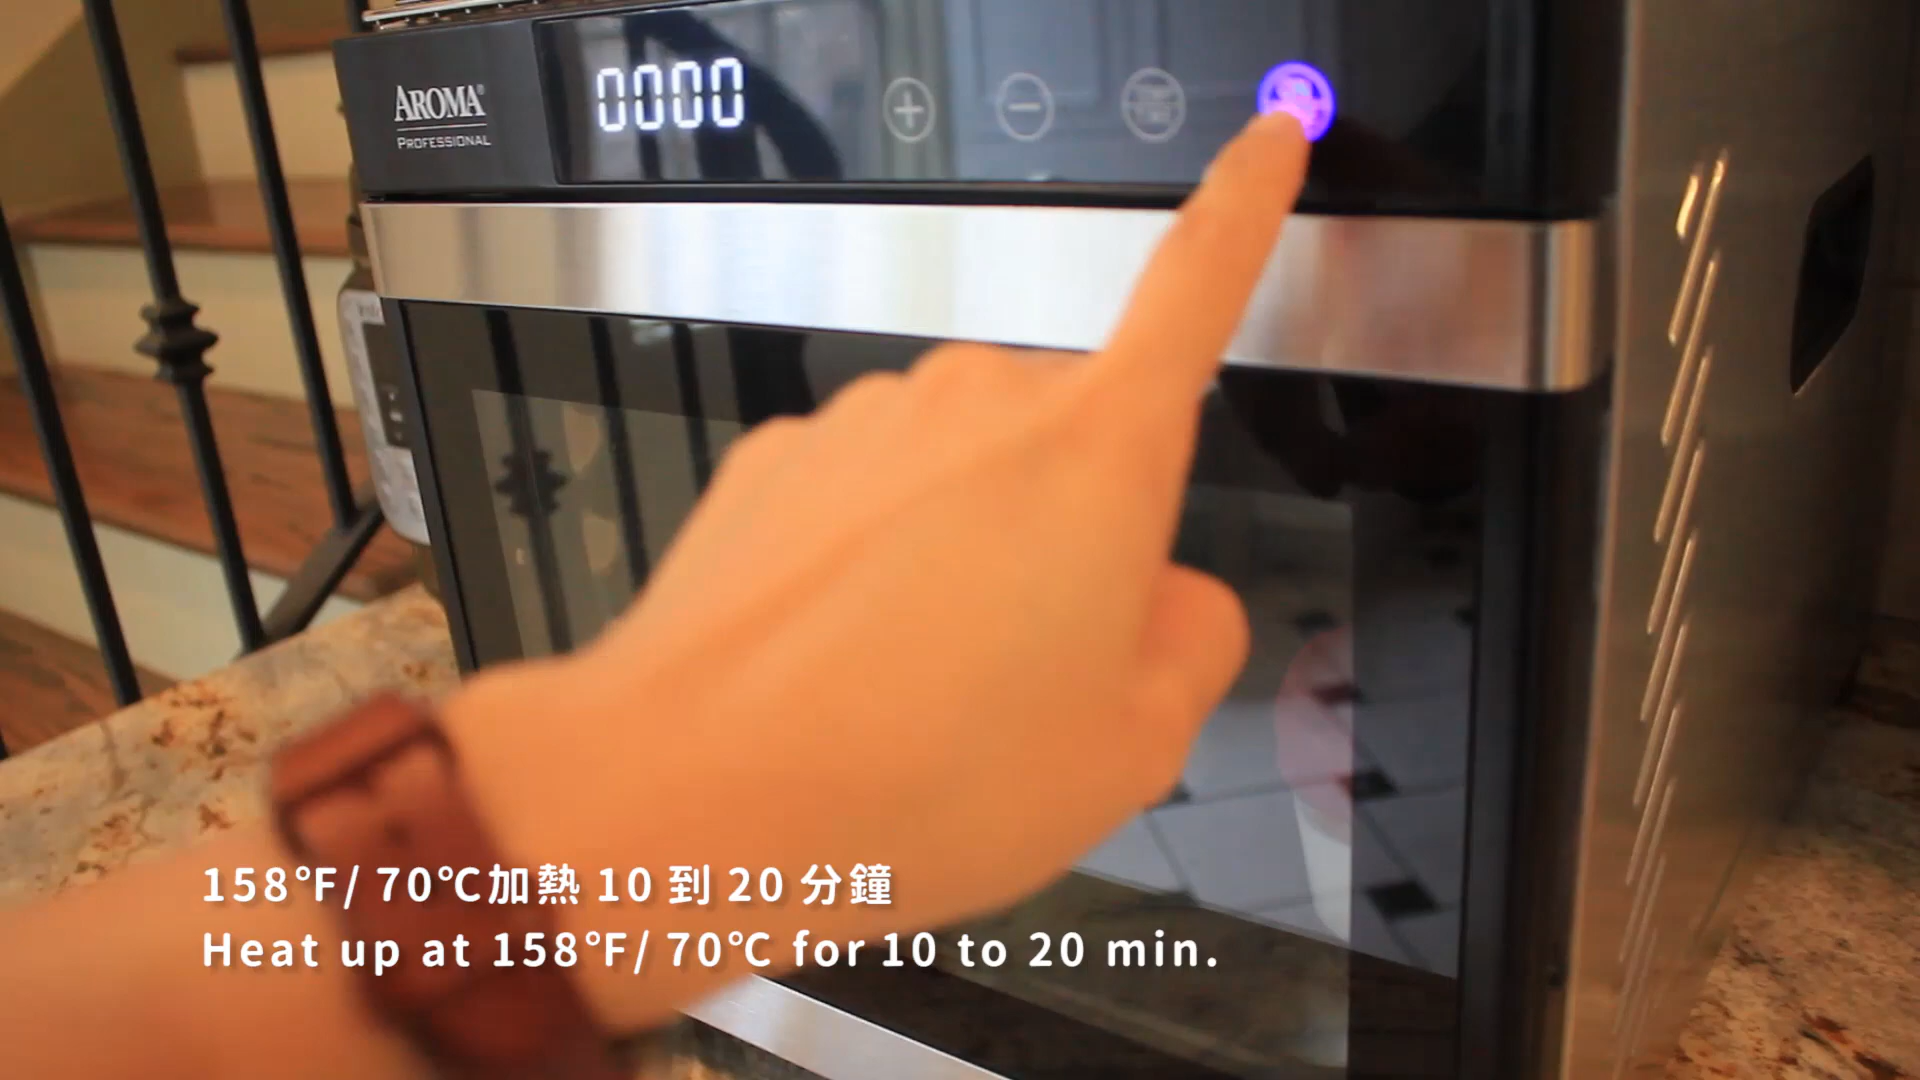 0000
AROMA®
PROFESSIONAL
158°F/ 70℃加熱 10 到 20 分鐘
Heat up at 158°F/ 70℃ for 10 to 20 min.